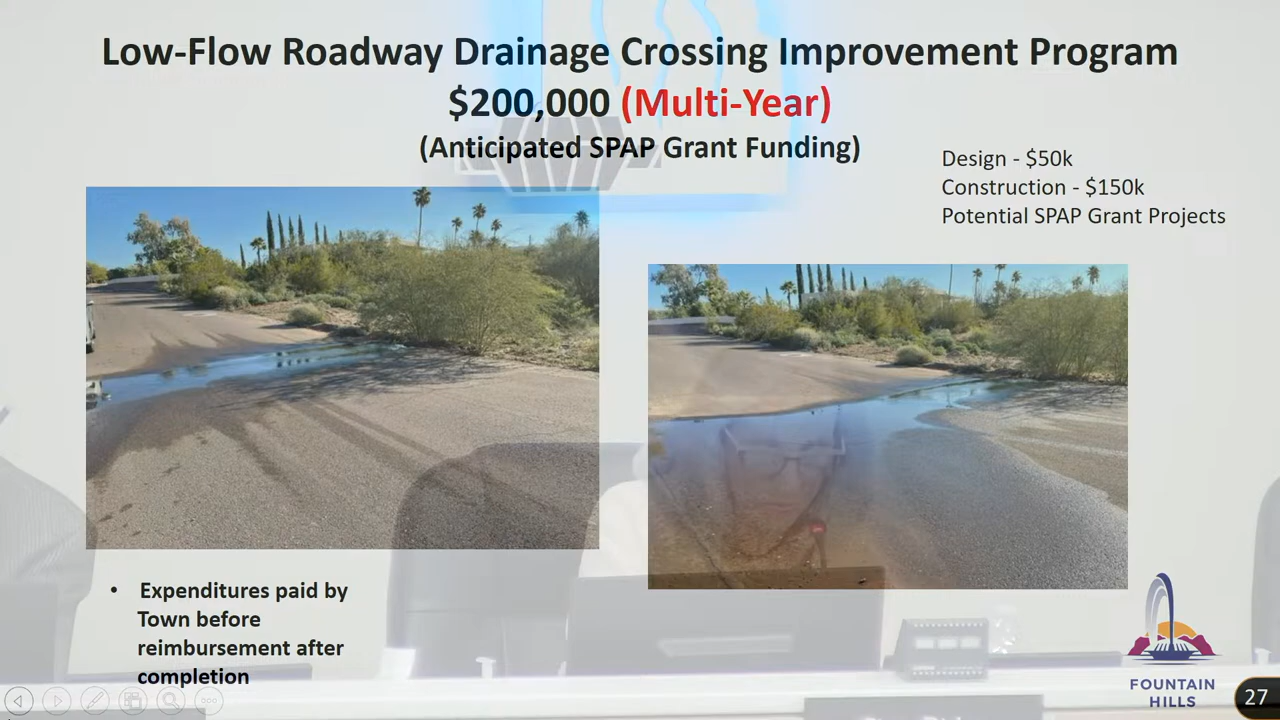 Low-Flow Roadway Drainage Crossing Improvement Program
$200,000 (Multi-Year)
(Anticipated SPAP Grant Funding)
Design - $50k
Construction - $150k
Potential SPAP Grant Projects
• Expenditures paid by
Town before
reimbursement after
completion
FOUNTAIN
HILLS
27